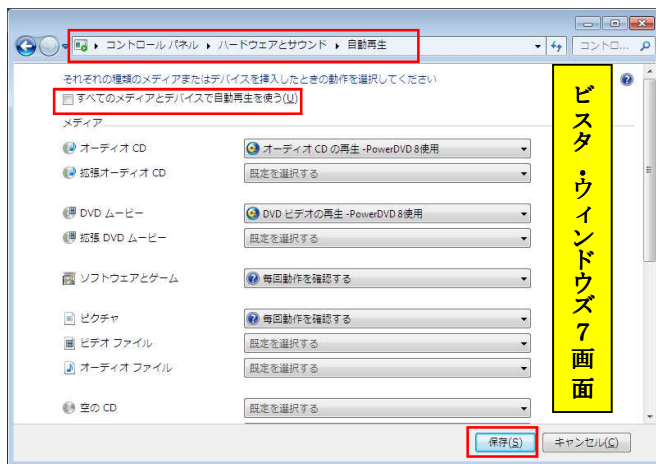 コントロール パネル ▸ ハードウェアとサウンド ▸ 自動再生
コントロ...
それぞれの種類のメディアまたはデバイスを挿入したときの動作を選択してください
すべてのメディアとデバイスで自動再生を使う(U)
メディア
オーディオ CD
オーディオ CD の再生 -PowerDVD 8使用
拡張オーディオ CD
既定を選択する
DVD ムービー
DVD ビデオの再生 -PowerDVD 8使用
拡張 DVD ムービー
既定を選択する
ソフトウェアとゲーム
毎回動作を確認する
ピクチャ
毎回動作を確認する
ビデオ ファイル
既定を選択する
オーディオ ファイル
既定を選択する
空の CD
既定を選択する
保存(S)
キャンセル(C)
ビスタ・ウィンドウズ7画面